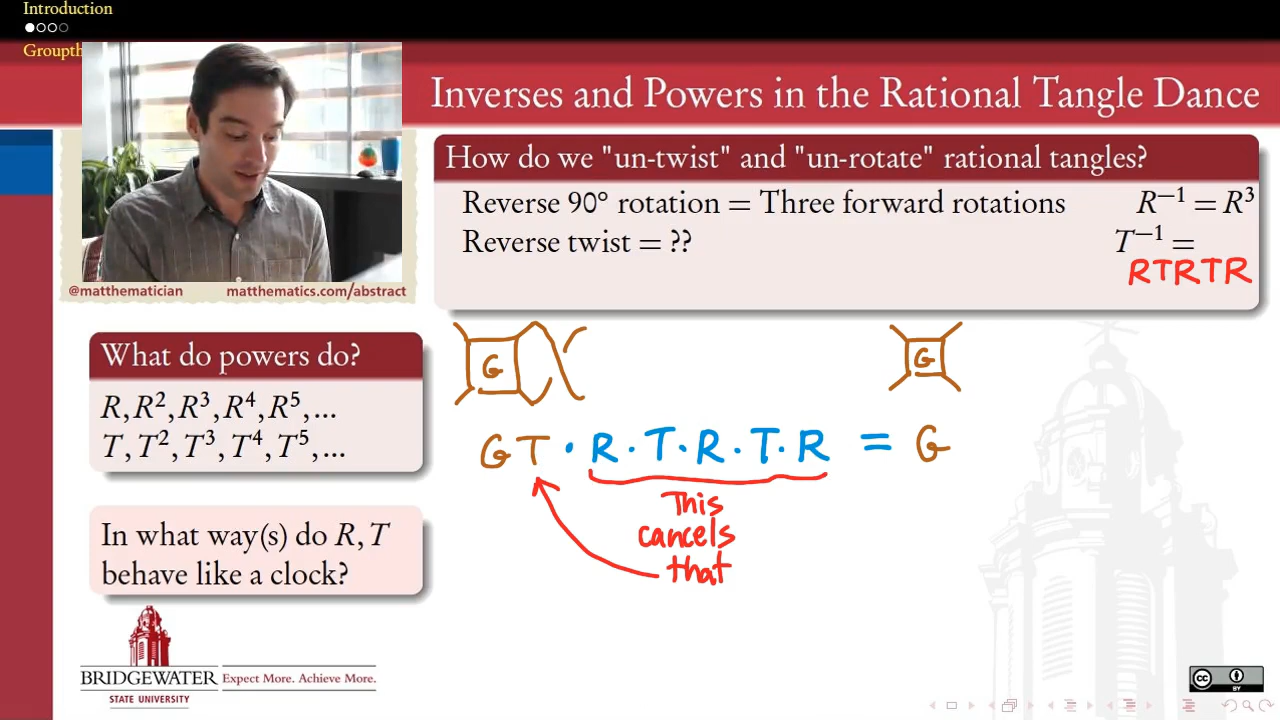 Introduction
Groupth
Inverses and Powers in the Rational Tangle Dance
How do we "un-twist" and "un-rotate" rational tangles?
Reverse 90° rotation = Three forward rotations R⁻¹ = R³
Reverse twist = ?? T⁻¹ =
RTRTR
@matthematician matthematics.com/abstract
What do powers do?
R, R², R³, R⁴, R⁵, ...
T, T², T³, T⁴, T⁵, ...
In what way(s) do R, T
behave like a clock?
G G
GT · R · T · R · T · R = G
This
cancels
that
BRIDGEWATER
STATE UNIVERSITY
Expect More. Achieve More.
CC BY